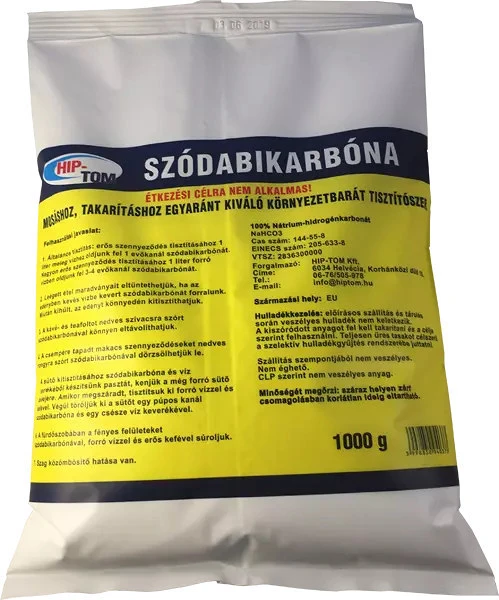 03 06 2019
HIP-TOM
SZÓDABIKARBÓNA
ÉTKEZÉSI CÉLRA NEM ALKALMAS!
MOSÁSHOZ, TAKARÍTÁSHOZ EGYARÁNT KIVÁLÓ KÖRNYEZETBARÁT TISZTÍTÓSZER
Felhasználási javaslat:
1. Általános tisztítás: erős szennyeződés tisztításához 1
liter meleg vízhez oldjunk fel 1 evőkanál szódabikarbónát.
Nagyon erős szennyeződés tisztításához 1 liter forró
vízben oldjunk fel 3-4 evőkanál szódabikarbónát.
2. Leégett étel maradványait eltüntethetjük, ha az
edényben kevés vízbe kevert szódabikarbónát forralunk.
Miután kihűlt, az edényt könnyedén kitisztíthatjuk.
3. A kávé- és teafoltot nedves szivacsra szórt
szódabikarbónával könnyen eltávolíthatjuk.
4. A csempére tapadt makacs szennyeződéseket nedves
rongyra szórt szódabikarbónával dörzsöljük le.
sütő kitisztításához szódabikarbóna és víz
keverékéből készítsünk pasztát, kenjük a még forró sütő
aljára. Amikor megszáradt, tisztítsuk ki forró vízzel és
Végül töröljük ki a sütőt egy púpos kanál
szódabikarbóna és egy csésze víz keverékével.
A fürdőszobában a fényes felületeket
szódabikarbónával, forró vízzel és erős kefével súroljuk.
Szag közömbösítő hatása van.
100% Nátrium-hidrogénkarbonát
NaHCO3
Cas szám: 144-55-8
EINECS szám: 205-633-8
VTSZ: 2836300000
Forgalmazó: HIP-TOM Kft.
Címe: 6034 Helvécia, Korhánközi dűlő
Tel.: 06-76/505-078
E-mail: info@hiptom.hu
Származási hely: EU
Hulladékkezelés: előírásos szállítás és tárolás
során veszélyes hulladék nem keletkezik.
A kiszóródott anyagot fel kell takarítani és a célja
szerint felhasználni. Teljesen üres tasakot célszerű
a szelektív hulladékgyűjtés rendszerébe juttatni.
Szállítás szempontjából nem veszélyes.
Nem éghető.
CLP szerint nem veszélyes anyag.
Minőségét megőrzi: száraz helyen zárt
csomagolásban korlátlan ideig eltartható.
1000 g